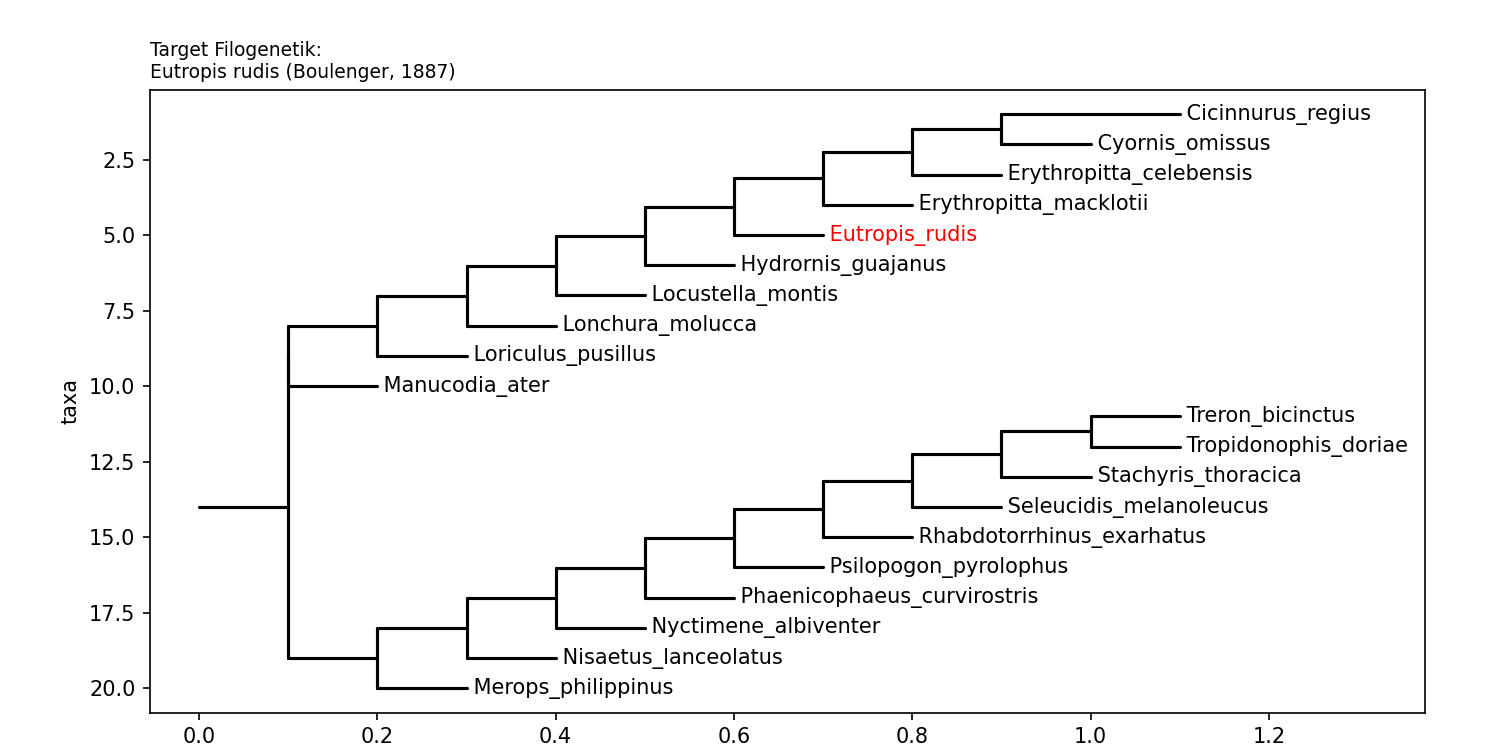 Target Filogenetik:
Eutropis rudis (Boulenger, 1887)
Cicinnurus_regius
Cyornis_omissus
2.5
Erythropitta_celebensis
Erythropitta_macklotii
5.0
Eutropis_rudis
Hydrornis_guajanus
Locustella_montis
7.5
Lonchura_molucca
Loriculus_pusillus
10.0
Manucodia_ater
taxa
Treron_bicinctus
Tropidonophis_doriae
12.5
Stachyris_thoracica
Seleucidis_melanoleucus
15.0
Rhabdotorrhinus_exarhatus
Psilopogon_pyrolophus
Phaenicophaeus_curvirostris
17.5
Nyctimene_albiventer
Nisaetus_lanceolatus
20.0
Merops_philippinus
0.0 0.2 0.4 0.6 0.8 1.0 1.2